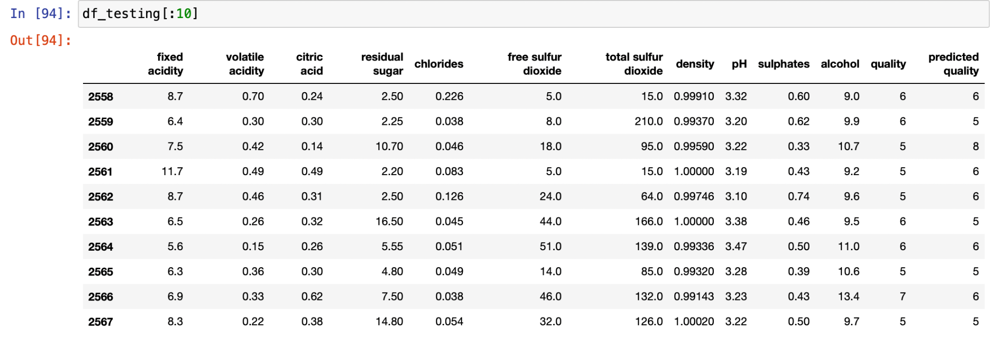 In [94]: df_testing[:10]
Out[94]:
fixed acidity volatile acidity citric acid residual sugar chlorides free sulfur dioxide total sulfur dioxide density pH sulphates alcohol quality predicted quality
2558 8.7 0.70 0.24 2.50 0.226 5.0 15.0 0.99910 3.32 0.60 9.0 6 6
2559 6.4 0.30 0.30 2.25 0.038 8.0 210.0 0.99370 3.20 0.62 9.9 6 5
2560 7.5 0.42 0.14 10.70 0.046 18.0 95.0 0.99590 3.22 0.33 10.7 5 8
2561 11.7 0.49 0.49 2.20 0.083 5.0 15.0 1.00000 3.19 0.43 9.2 5 6
2562 8.7 0.46 0.31 2.50 0.126 24.0 64.0 0.99746 3.10 0.74 9.6 5 6
2563 6.5 0.26 0.32 16.50 0.045 44.0 166.0 1.00000 3.38 0.46 9.5 6 5
2564 5.6 0.15 0.26 5.55 0.051 51.0 139.0 0.99336 3.47 0.50 11.0 6 6
2565 6.3 0.36 0.30 4.80 0.049 14.0 85.0 0.99320 3.28 0.39 10.6 5 5
2566 6.9 0.33 0.62 7.50 0.038 46.0 132.0 0.99143 3.23 0.43 13.4 7 6
2567 8.3 0.22 0.38 14.80 0.054 32.0 126.0 1.00020 3.22 0.50 9.7 5 5